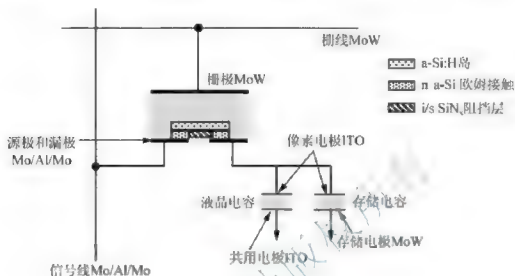 栅线MoW
栅极MoW
a-Si:H岛
n a-Si 欧姆接触
i/s SiNx阻挡层
源极和漏极
Mo/Al/Mo
像素电极ITO
液晶电容
存储电容
共用电极ITO
存储电极MoW
信号线Mo/Al/Mo